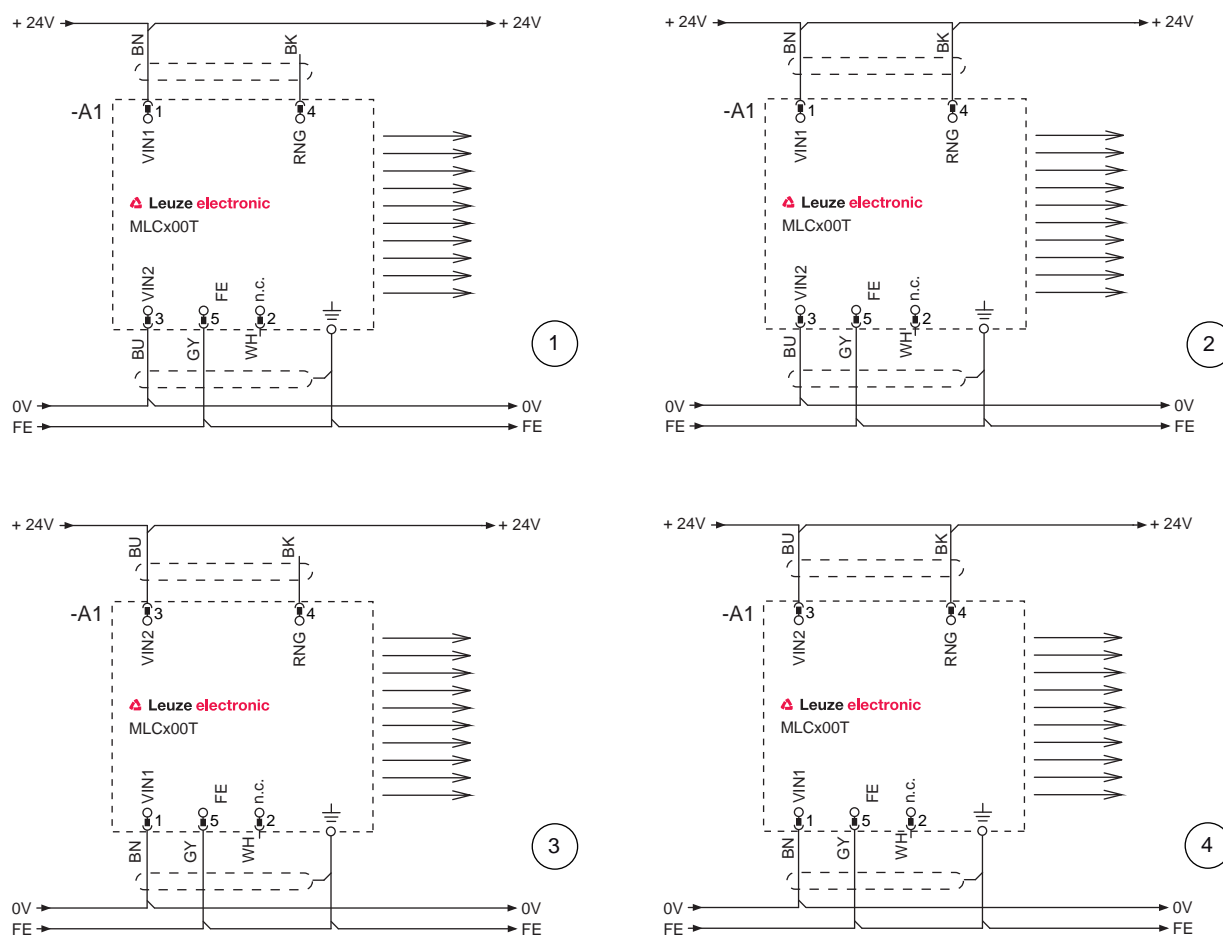 + 24V + 24V
BN
BK
-A1
1
4
VIN1
RNG
Leuze electronic
MLCx00T
VIN2
FE
n.c.
3
5
2
BU
GY
WH
1
0V 0V
FE FE
+ 24V + 24V
BN
BK
-A1
1
4
VIN1
RNG
Leuze electronic
MLCx00T
VIN2
FE
n.c.
3
5
2
BU
GY
WH
2
0V 0V
FE FE
+ 24V + 24V
BU
BK
-A1
3
4
VIN2
RNG
Leuze electronic
MLCx00T
VIN1
FE
n.c.
1
5
2
BN
GY
WH
3
0V 0V
FE FE
+ 24V + 24V
BU
BK
-A1
3
4
VIN2
RNG
Leuze electronic
MLCx00T
VIN1
FE
n.c.
1
5
2
BN
GY
WH
4
0V 0V
FE FE